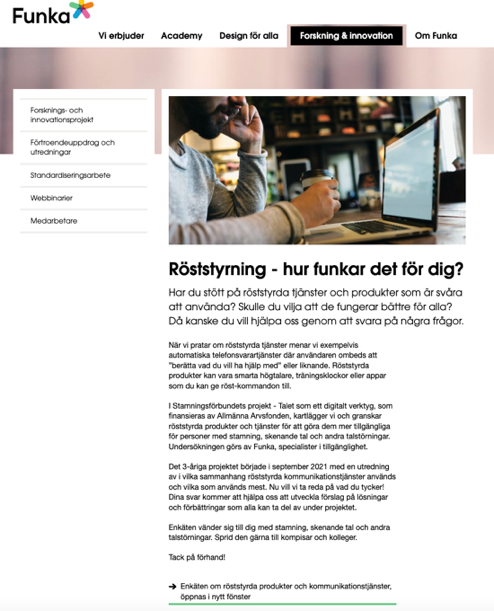 Funka
Vi erbjuder
Academy
Design för alla
Forskning & innovation
Om Funka
Forsknings- och
innovationsprojekt
Förtroendeuppdrag och
utredningar
Standardiseringsarbete
Webbinarier
Medarbetare
Röststyrning - hur funkar det för dig?
Har du stött på röststyrda tjänster och produkter som är svåra
att använda? Skulle du vilja att de fungerar bättre för alla?
Då kanske du vill hjälpa oss genom att svara på några frågor.
När vi pratar om röststyrda tjänster menar vi exempelvis
automatiska telefonsvarartjänster där användaren ombeds att
"berätta vad du vill ha hjälp med" eller liknande. Röststyrda
produkter kan vara smarta högtalare, träningsklockor eller appar
som du kan ge röst-kommandon till.
I Stamningsförbundets projekt - Talet som ett digitalt verktyg, som
finansieras av Allmänna Arvsfonden, kartlägger vi och granskar
röststyrda produkter och tjänster för att göra dem mer tillgängliga
för personer med stamning, skenande tal och andra talstörningar.
Undersökningen görs av Funka, specialister i tillgänglighet.
Det 3-åriga projektet började i september 2021 med en utredning
av i vilka sammanhang röststyrda kommunikationstjänster används
och vilka som används mest. Nu vill vi ta reda på vad du tycker!
Dina svar kommer att hjälpa oss att utveckla förslag på lösningar
och förbättringar som alla kan ta del av under projektet.
Enkäten vänder sig till dig med stamning, skenande tal och andra
talstörningar. Sprid den gärna till kompisar och kolleger.
Tack på förhand!
Enkäten om röststyrda produkter och kommunikationstjänster,
öppnas i nytt fönster